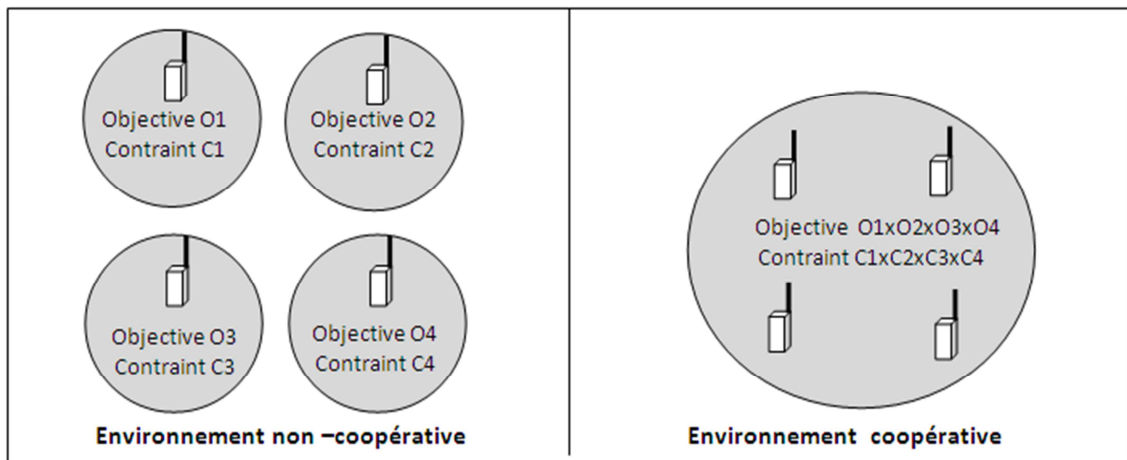 Objective O1
Contraint C1
Objective O2
Contraint C2
Objective O3
Contraint C3
Objective O4
Contraint C4
Environnement non –coopérative
Objective O1xO2xO3xO4
Contraint C1xC2xC3xC4
Environnement coopérative